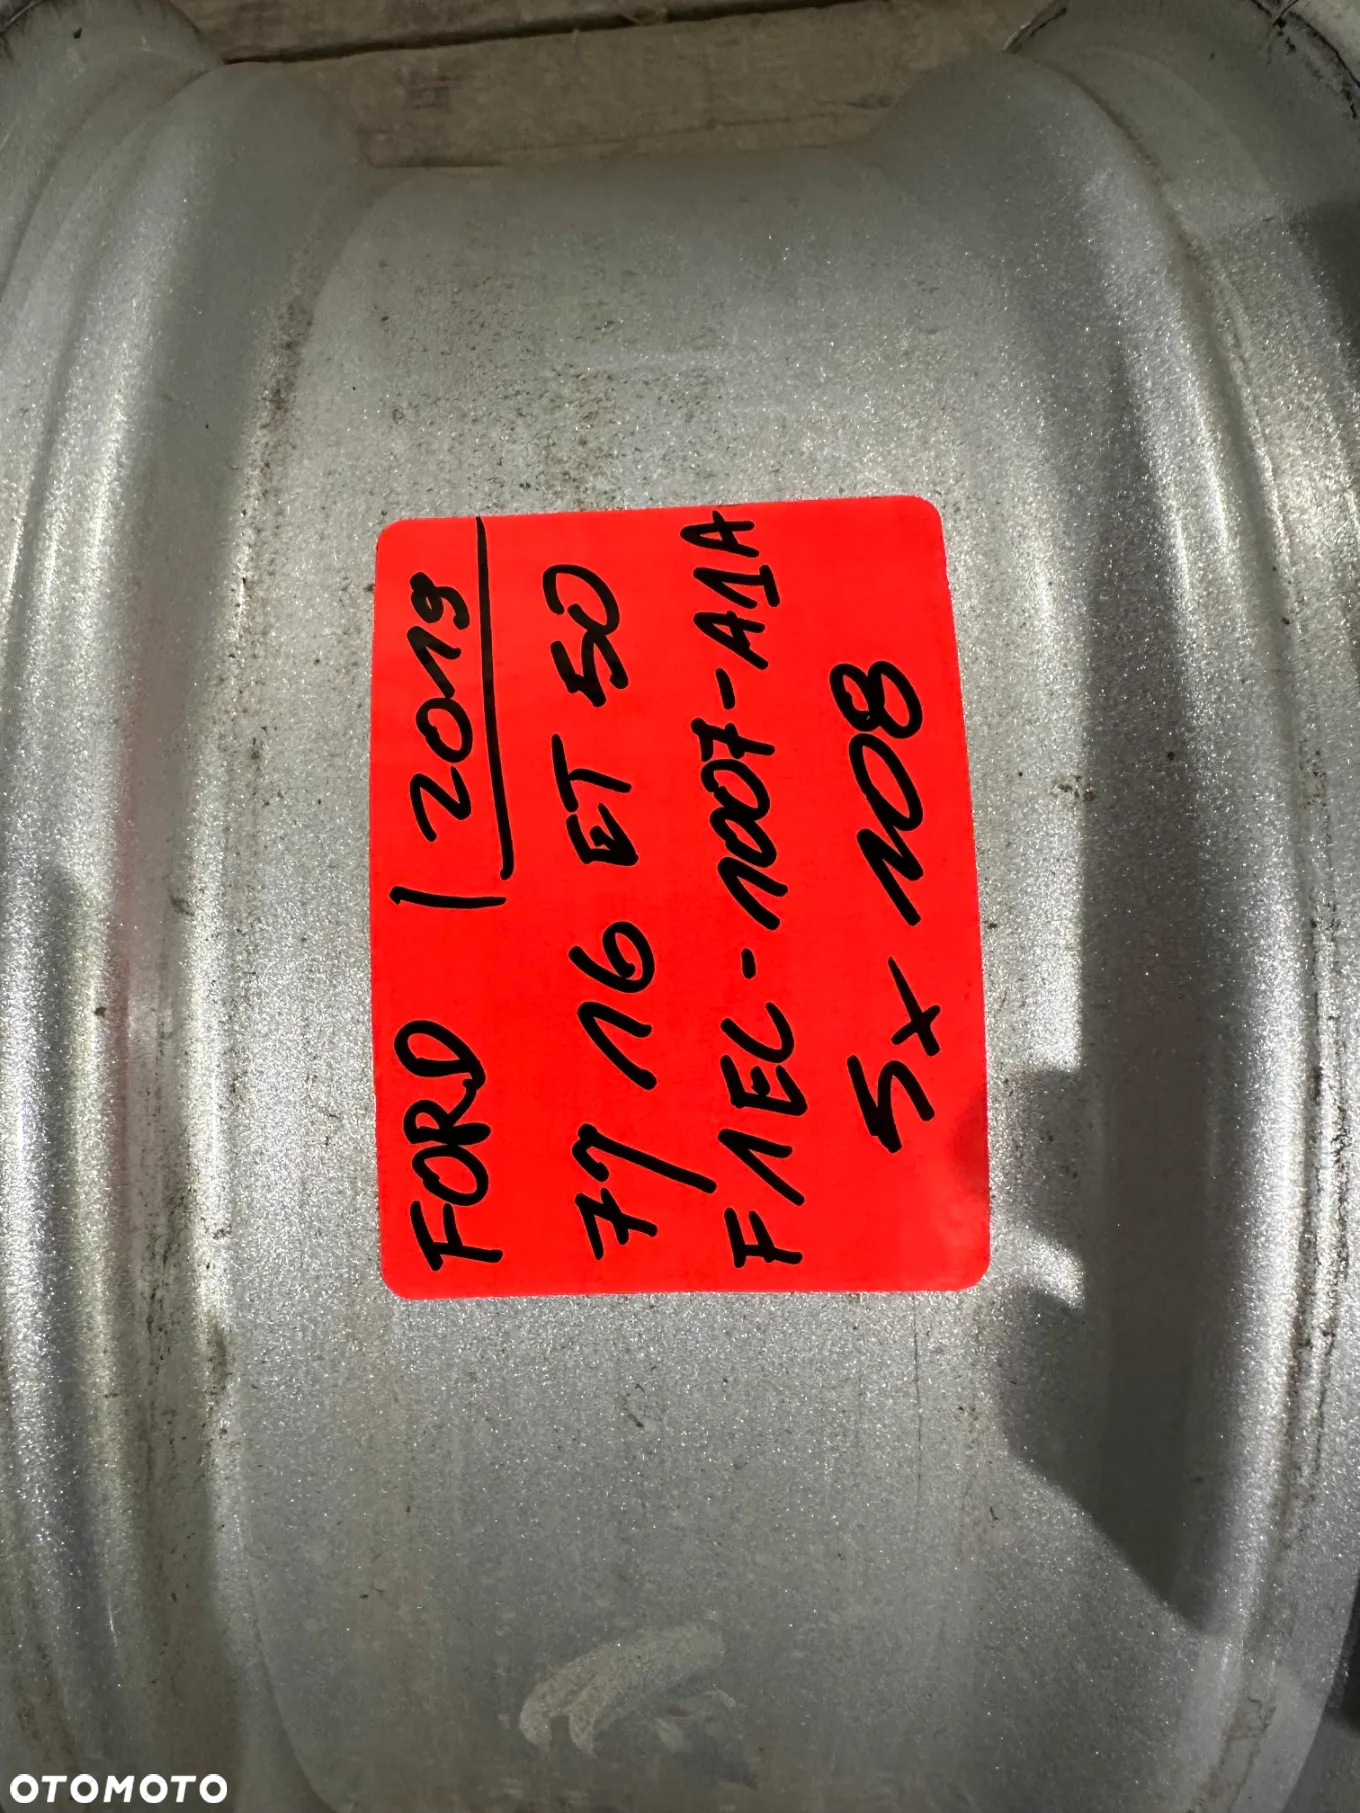 FORD | 2019
7J 16 ET 50
F1EC-1007-A1A
5x108
OTOMOTO